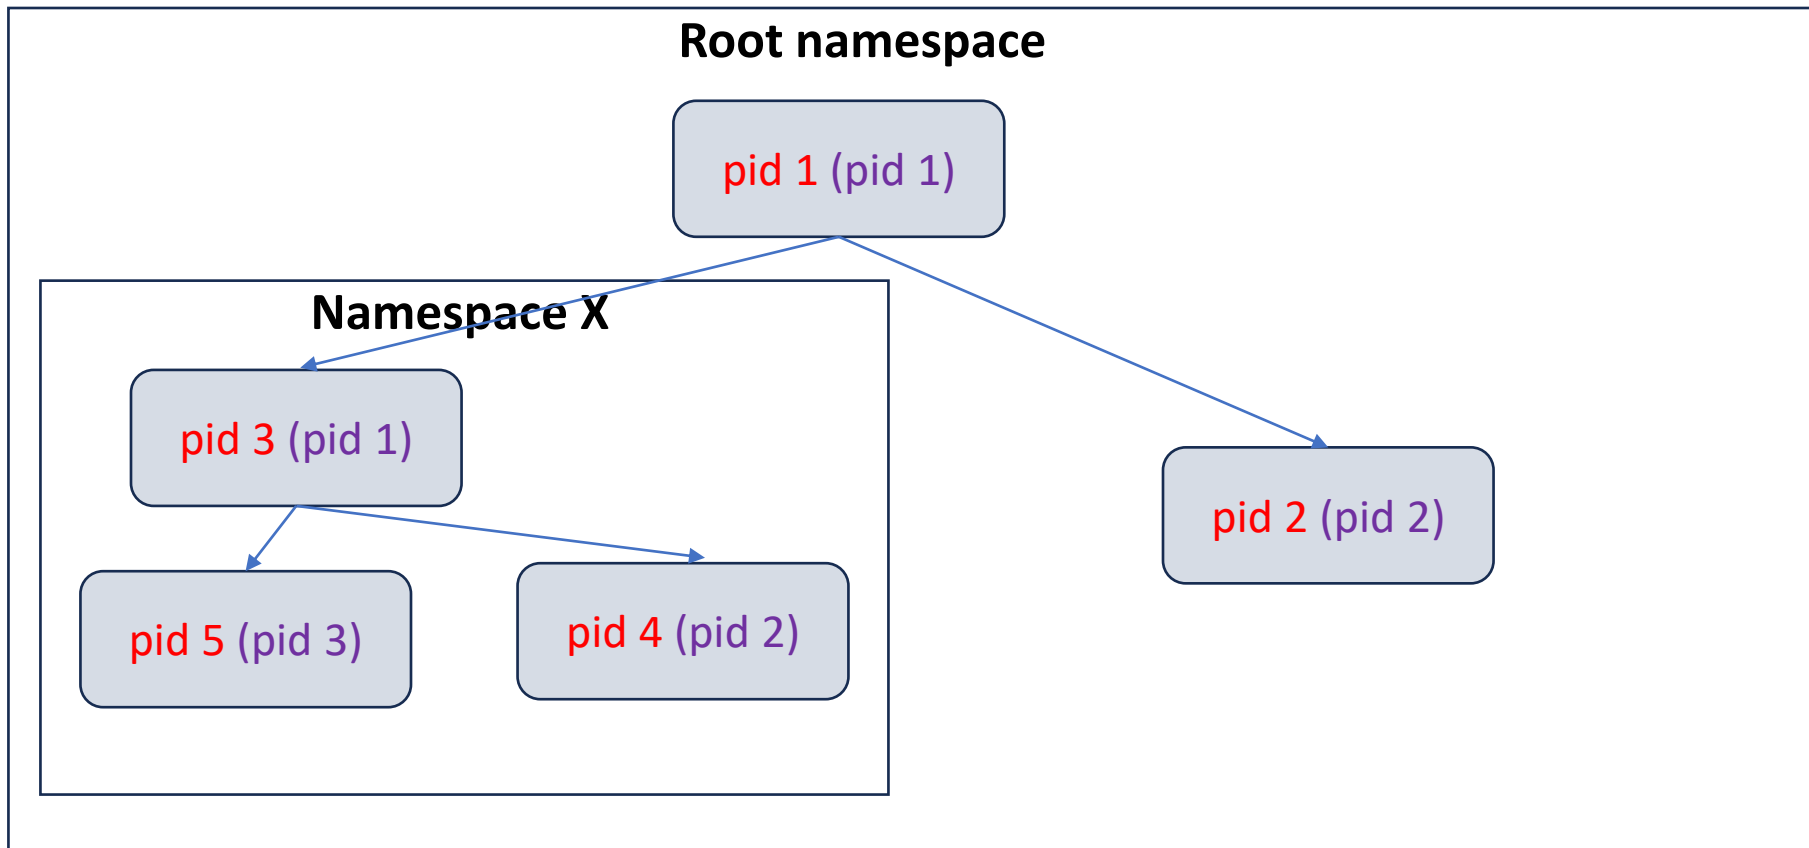 Root namespace
pid 1 (pid 1)
Namespace X
pid 3 (pid 1)
pid 2 (pid 2)
pid 5 (pid 3)
pid 4 (pid 2)